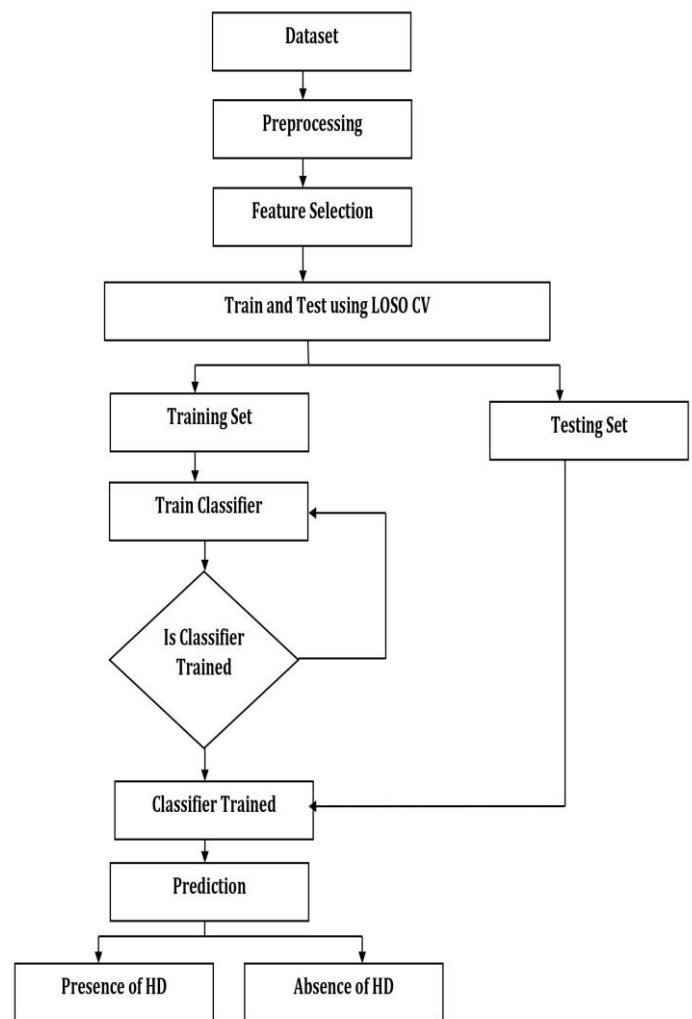 Dataset
Preprocessing
Feature Selection
Train and Test using LOSO CV
Training Set
Testing Set
Train Classifier
Is Classifier
Trained
Classifier Trained
Prediction
Presence of HD
Absence of HD